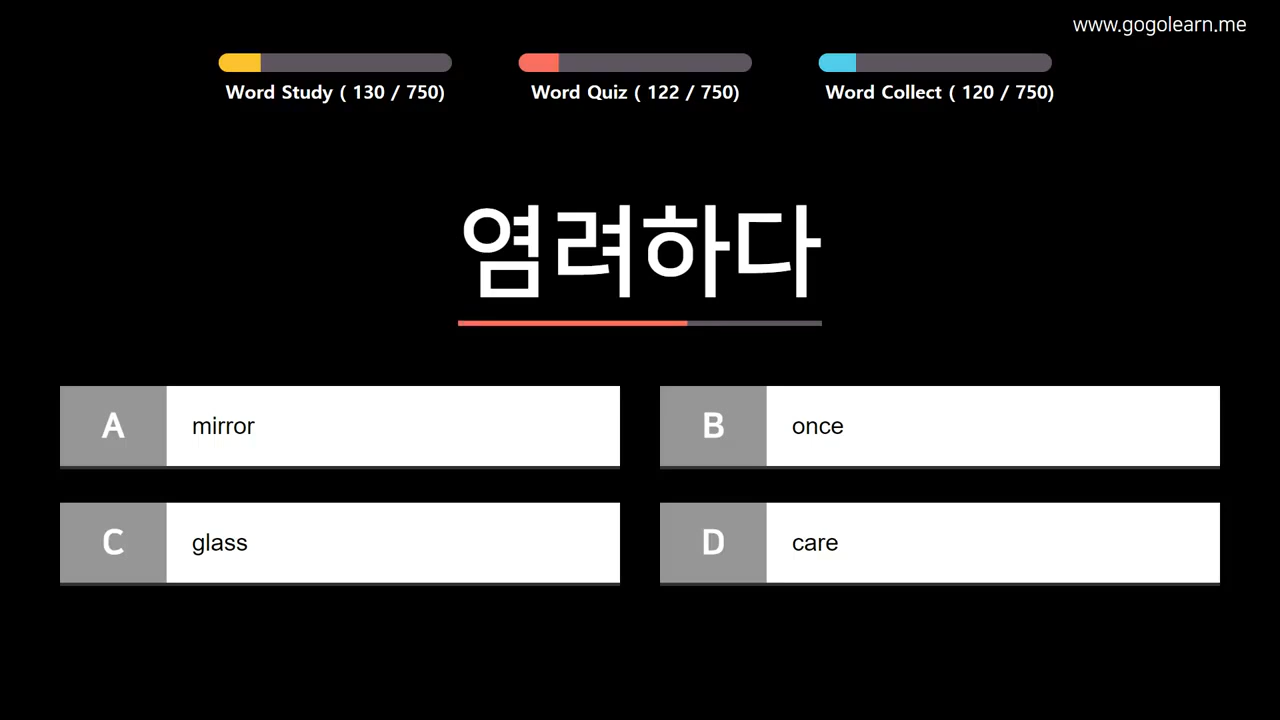 www.gogolearn.me
Word Study ( 130 / 750)
Word Quiz ( 122 / 750)
Word Collect ( 120 / 750)
염려하다
A mirror
B once
C glass
D care